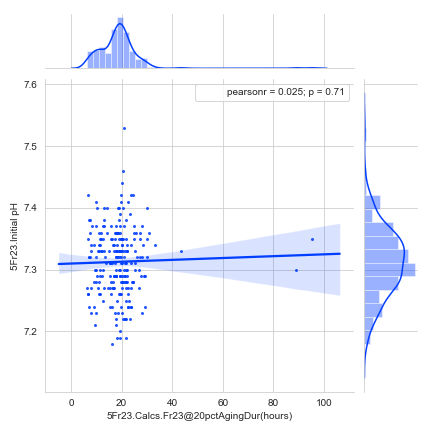 7.6
pearsonr = 0.025; p = 0.71
7.5
7.4
7.3
7.2
5Fr23.Initial pH
0 20 40 60 80 100
5Fr23.Calcs.Fr23@20pctAgingDur(hours)